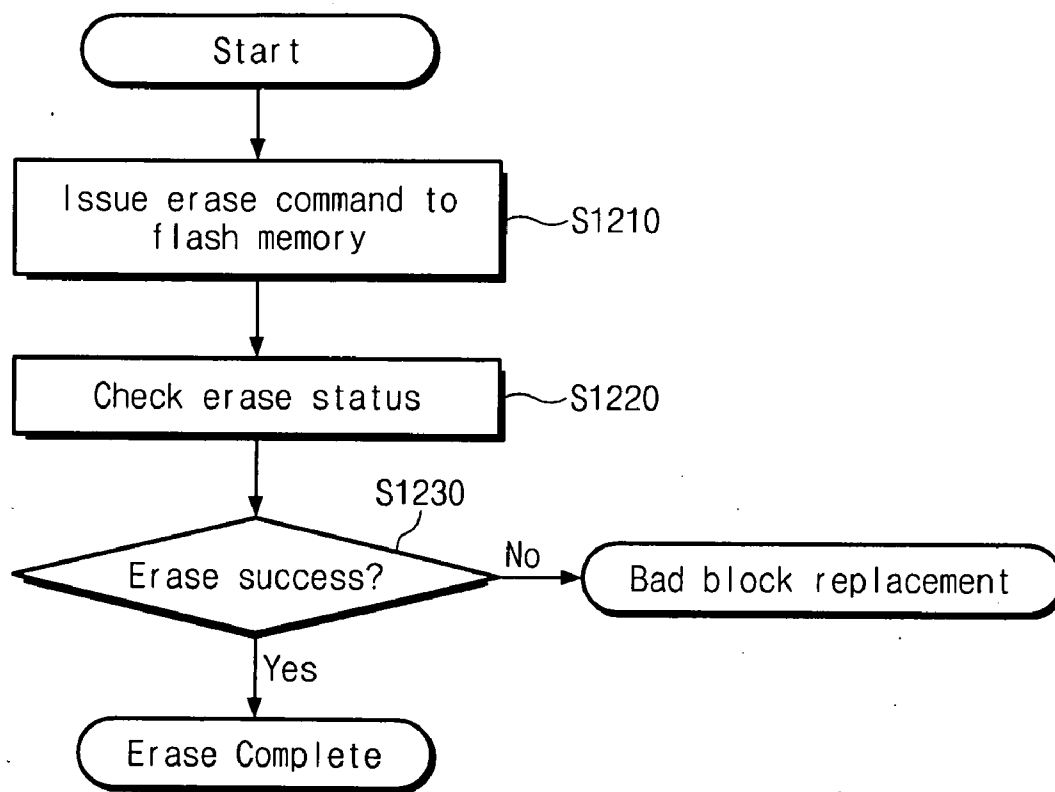 Start
Issue erase command to
flash memory
S1210
Check erase status
S1220
S1230
Erase success?
No
Bad block replacement
Yes
Erase Complete